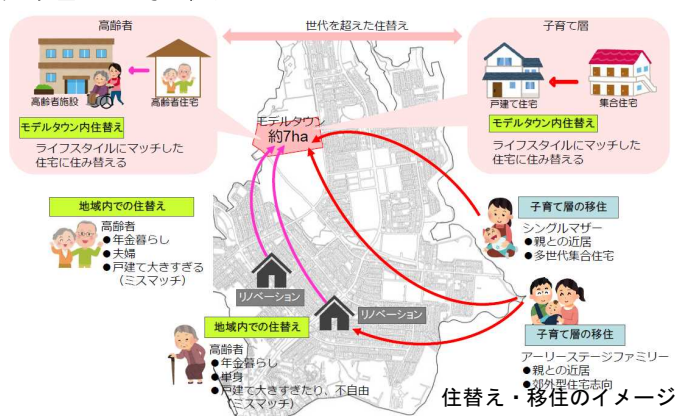 高齢者
世代を超えた住替え
子育て層
高齢者施設
高齢者住宅
戸建て住宅
集合住宅
モデルタウン内住替え
ライフスタイルにマッチした
住宅に住み替える
モデルタウン
約7ha
モデルタウン内住替え
ライフスタイルにマッチした
住宅に住み替える
地域内での住替え
高齢者
●年金暮らし
●夫婦
●戸建て大きすぎる
(ミスマッチ)
リノベーション
リノベーション
地域内での住替え
高齢者
●年金暮らし
●単身
●戸建て大きすぎたり、不自由
(ミスマッチ)
子育て層の移住
シングルマザー
●親との近居
●多世代集合住宅
子育て層の移住
アーリーステージファミリー
●親との近居
●郊外型住宅志向
住替え・移住のイメージ